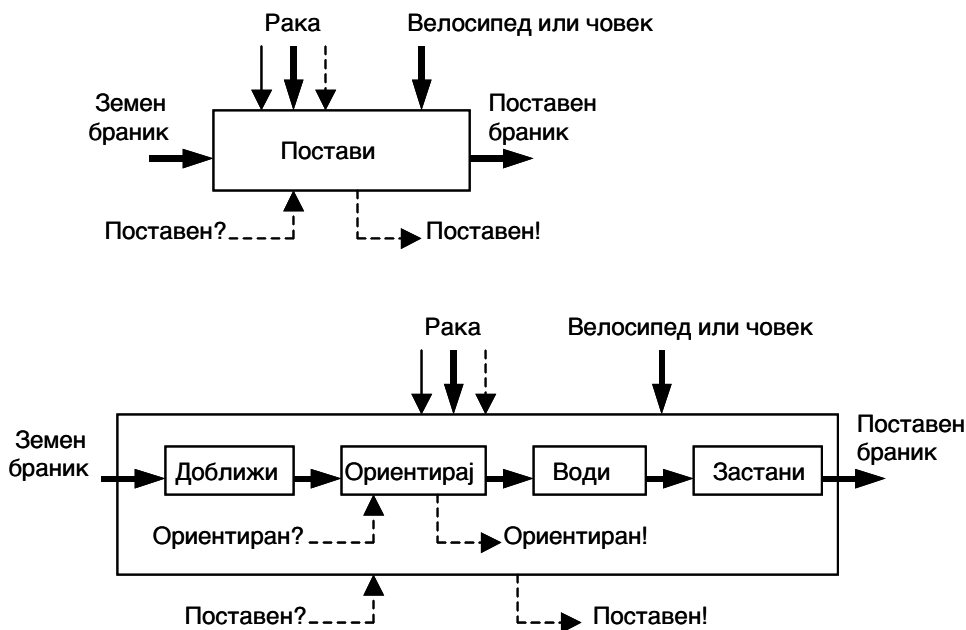 Рака
Велосипед или човек
Земен
браник
Постави
Поставен
браник
Поставен?
Поставен!
Рака
Велосипед или човек
Земен
браник
Доближи
Ориентирај
Води
Застани
Поставен
браник
Ориентиран?
Ориентиран!
Поставен?
Поставен!